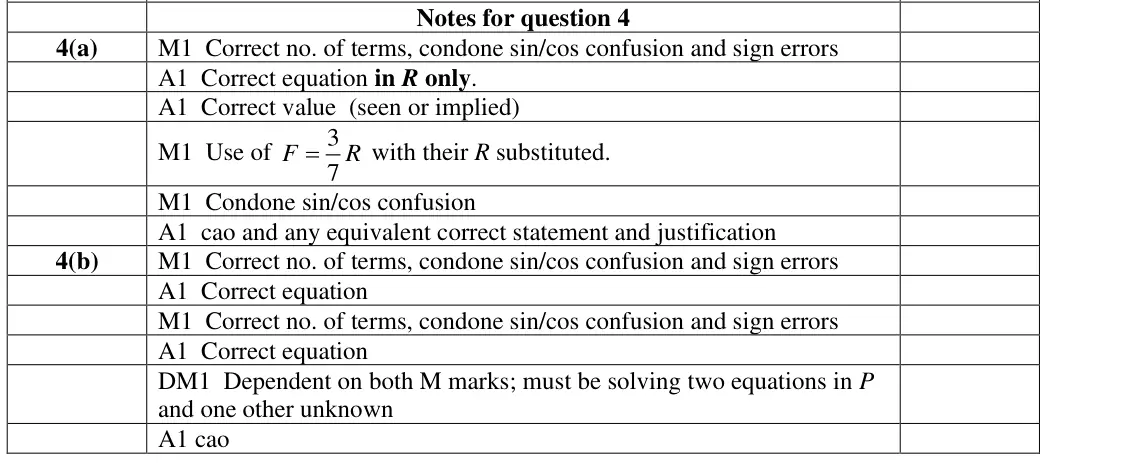 Notes for question 4
4(a) M1 Correct no. of terms, condone sin/cos confusion and sign errors
A1 Correct equation in R only.
A1 Correct value (seen or implied)
M1 Use of F = 3/7 R with their R substituted.
M1 Condone sin/cos confusion
A1 cao and any equivalent correct statement and justification
4(b) M1 Correct no. of terms, condone sin/cos confusion and sign errors
A1 Correct equation
M1 Correct no. of terms, condone sin/cos confusion and sign errors
A1 Correct equation
DM1 Dependent on both M marks; must be solving two equations in P
and one other unknown
A1 cao